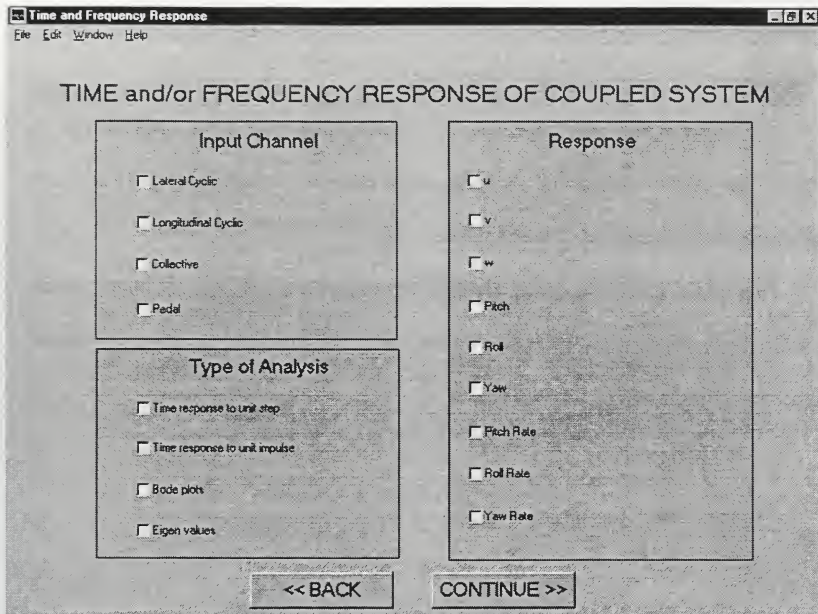 Time and Frequency Response
File Edit Window Help
TIME and/or FREQUENCY RESPONSE OF COUPLED SYSTEM
Input Channel
Lateral Cyclic
Longitudinal Cyclic
Collective
Pedal
Type of Analysis
Time response to unit step
Time response to unit impulse
Bode plots
Eigen values
Response
u
v
w
Pitch
Roll
Yaw
Pitch Rate
Roll Rate
Yaw Rate
<< BACK
CONTINUE >>